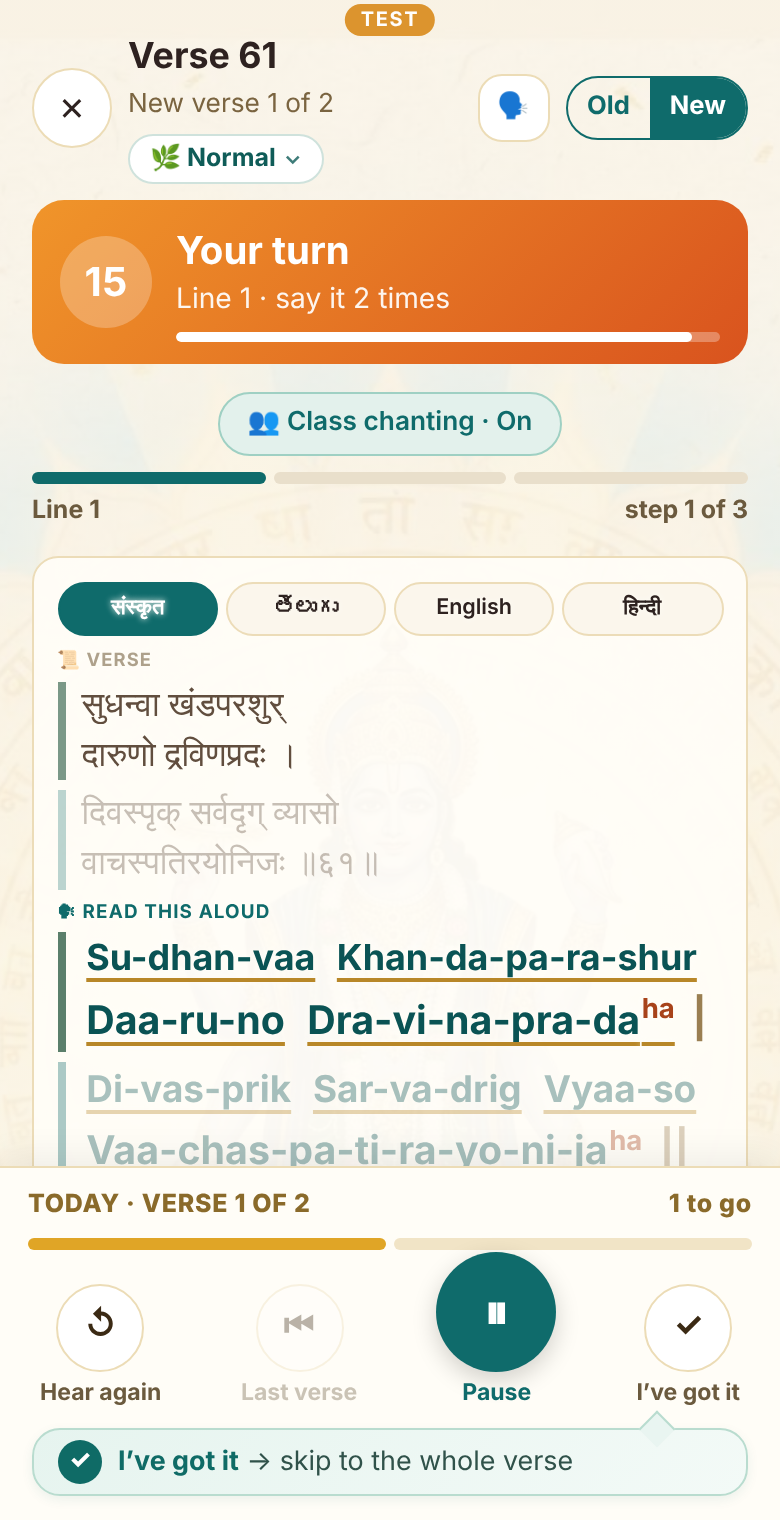 TEST
Verse 61
New verse 1 of 2
Normal
Old
New
15
Your turn
Line 1 · say it 2 times
Class chanting · On
Line 1
step 1 of 3
संस्कृत
తెలుగు
English
हिन्दी
VERSE
सुधन्वा खंडपरशुर्
दारुणो द्रविणप्रदः ।
दिवस्पृक् सर्वदृग् व्यासो
वाचस्पतिरयोनिजः ॥६१॥
READ THIS ALOUD
Su-dhan-vaa Khan-da-pa-ra-shur
Daa-ru-no Dra-vi-na-pra-daha |
Di-vas-prik Sar-va-drig Vyaa-so
Vaa-chas-pa-ti-ra-yo-ni-jaha ||
TODAY · VERSE 1 OF 2
1 to go
Hear again
Last verse
Pause
I’ve got it
I’ve got it → skip to the whole verse